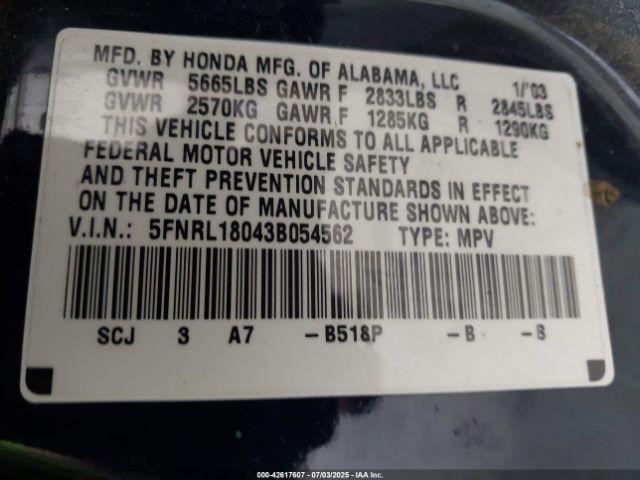 MFD. BY HONDA MFG. OF ALABAMA, LLC 1/'03
GVWR 5665LBS GAWR F 2833LBS R 2845LBS
GVWR 2570KG GAWR F 1285KG R 1290KG
THIS VEHICLE CONFORMS TO ALL APPLICABLE
FEDERAL MOTOR VEHICLE SAFETY
AND THEFT PREVENTION STANDARDS IN EFFECT
ON THE DATE OF MANUFACTURE SHOWN ABOVE:
V.I.N.: 5FNRL18043B054562 TYPE: MPV
SCJ 3 A7 -B518P -B -B
000-42617607 - 07/03/2025 - IAAI.COM